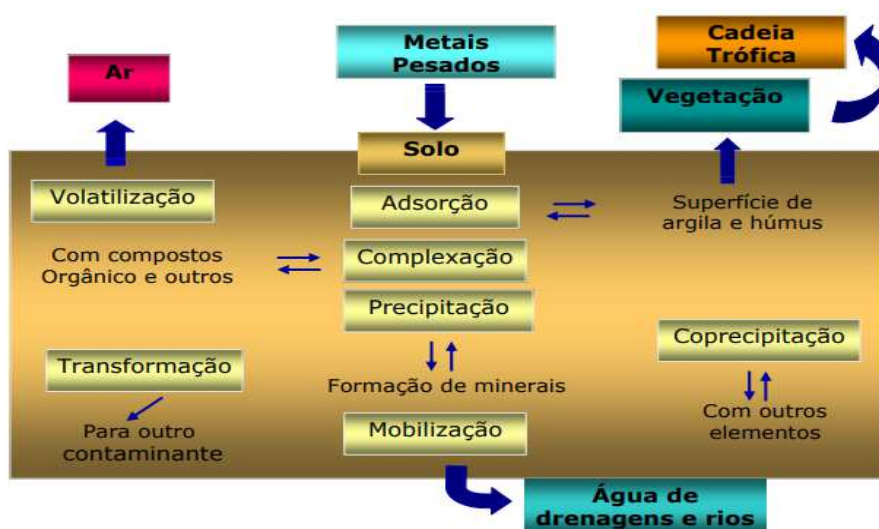 Ar
Metais
Pesados
Cadeia
Trófica
Vegetação
Solo
Volatilização
Adsorção
Superfície de
argila e húmus
Com compostos
Orgânico e outros
Complexação
Precipitação
Coprecipitação
Transformação
Formação de minerais
Para outro
contaminante
Mobilização
Com outros
elementos
Água de
drenagens e rios